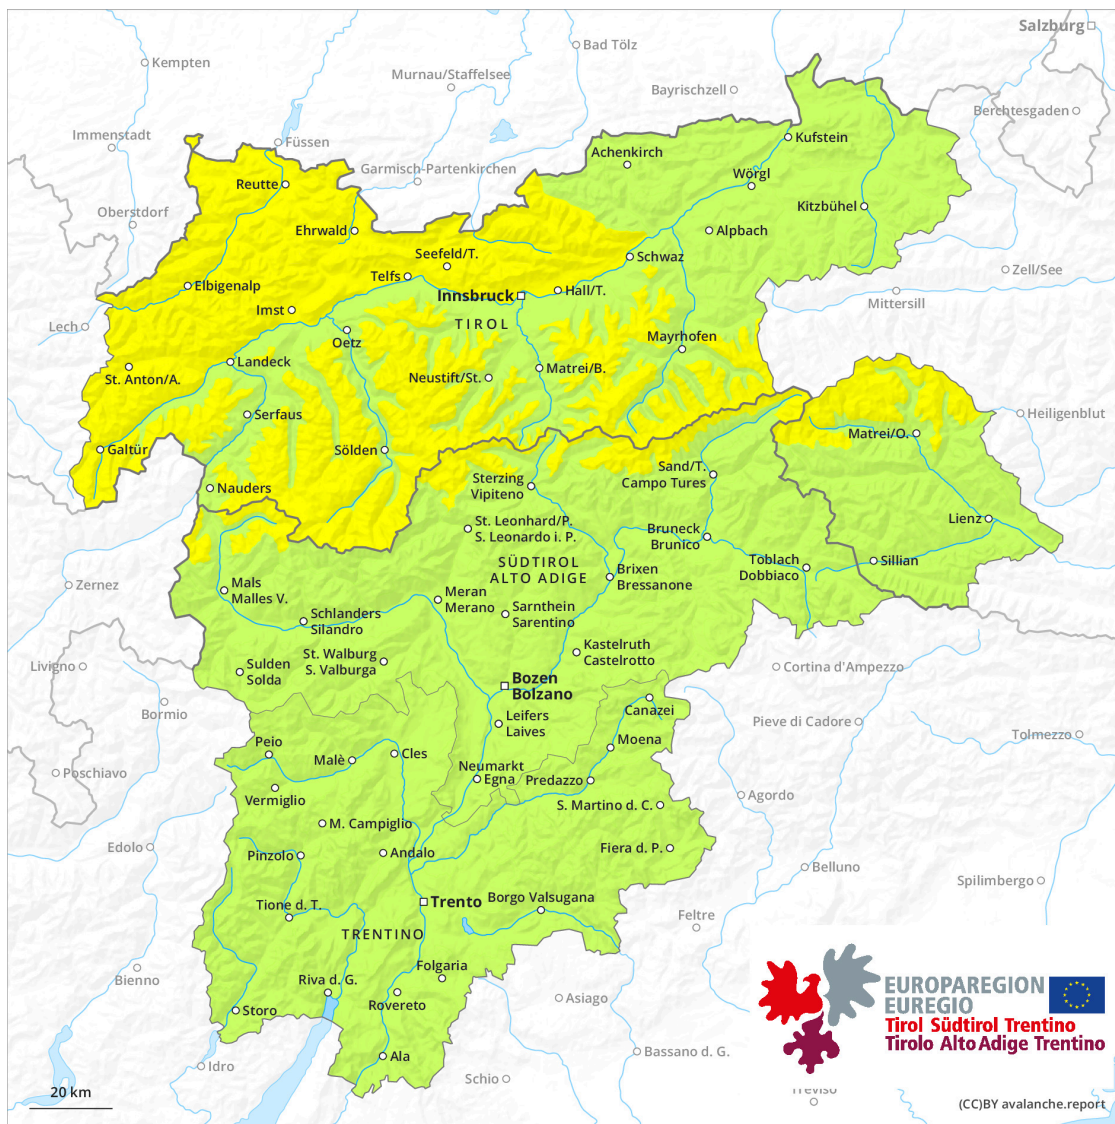 Salzburg
Bad Tölz
Kempten
Murnau/Staffelsee
Bayrischzell
Berchtesgaden
Immenstadt
Füssen
Kufstein
Achenkirch
Garmisch-Partenkirchen
Wörgl
Reutte
Oberstdorf
Kitzbühel
Ehrwald
Alpbach
Seefeld/T.
Schwaz
Zell/See
Telfs
Elbigenalp
Hall/T.
Innsbruck
Mittersill
Imst
TIROL
Lech
Oetz
Mayrhofen
Landeck
Matrei/B.
St. Anton/A.
Neustift/St.
Serfaus
Heiligenblut
Matrei/O.
Galtür
Sölden
Sand/T.
Campo Tures
Sterzing
Vipiteno
Nauders
Lienz
St. Leonhard/P.
S. Leonardo i. P.
Bruneck
Brunico
SÜDTIROL
ALTO ADIGE
Toblach
Dobbiaco
Sillian
Brixen
Bressanone
Zernez
Mals
Malles V.
Meran
Merano
Sarnthein
Sarentino
Schlanders
Silandro
Kastelruth
Castelrotto
St. Walburg
S. Valburga
Livigno
Sulden
Solda
Cortina d'Ampezzo
Bozen
Bolzano
Bormio
Canazei
Leifers
Laives
Pieve di Cadore
Tolmezzo
Peio
Moena
Cles
Malè
Poschiavo
Neumarkt
Egna
Predazzo
Vermiglio
Agordo
S. Martino d. C.
M. Campiglio
Edolo
Pinzolo
Andalo
Fiera d. P.
Belluno
Spilimbergo
Trento
Borgo Valsugana
Tione d. T.
Feltre
TRENTINO
Folgaria
Bienno
Riva d. G.
Rovereto
Asiago
Storo
EUROPAREGION
EUREGIO
Tirol Südtirol Trentino
Tirolo Alto Adige Trentino
Ala
Bassano d. G.
Idro
Schio
Treviso
20 km
(CC)BY avalanche.report